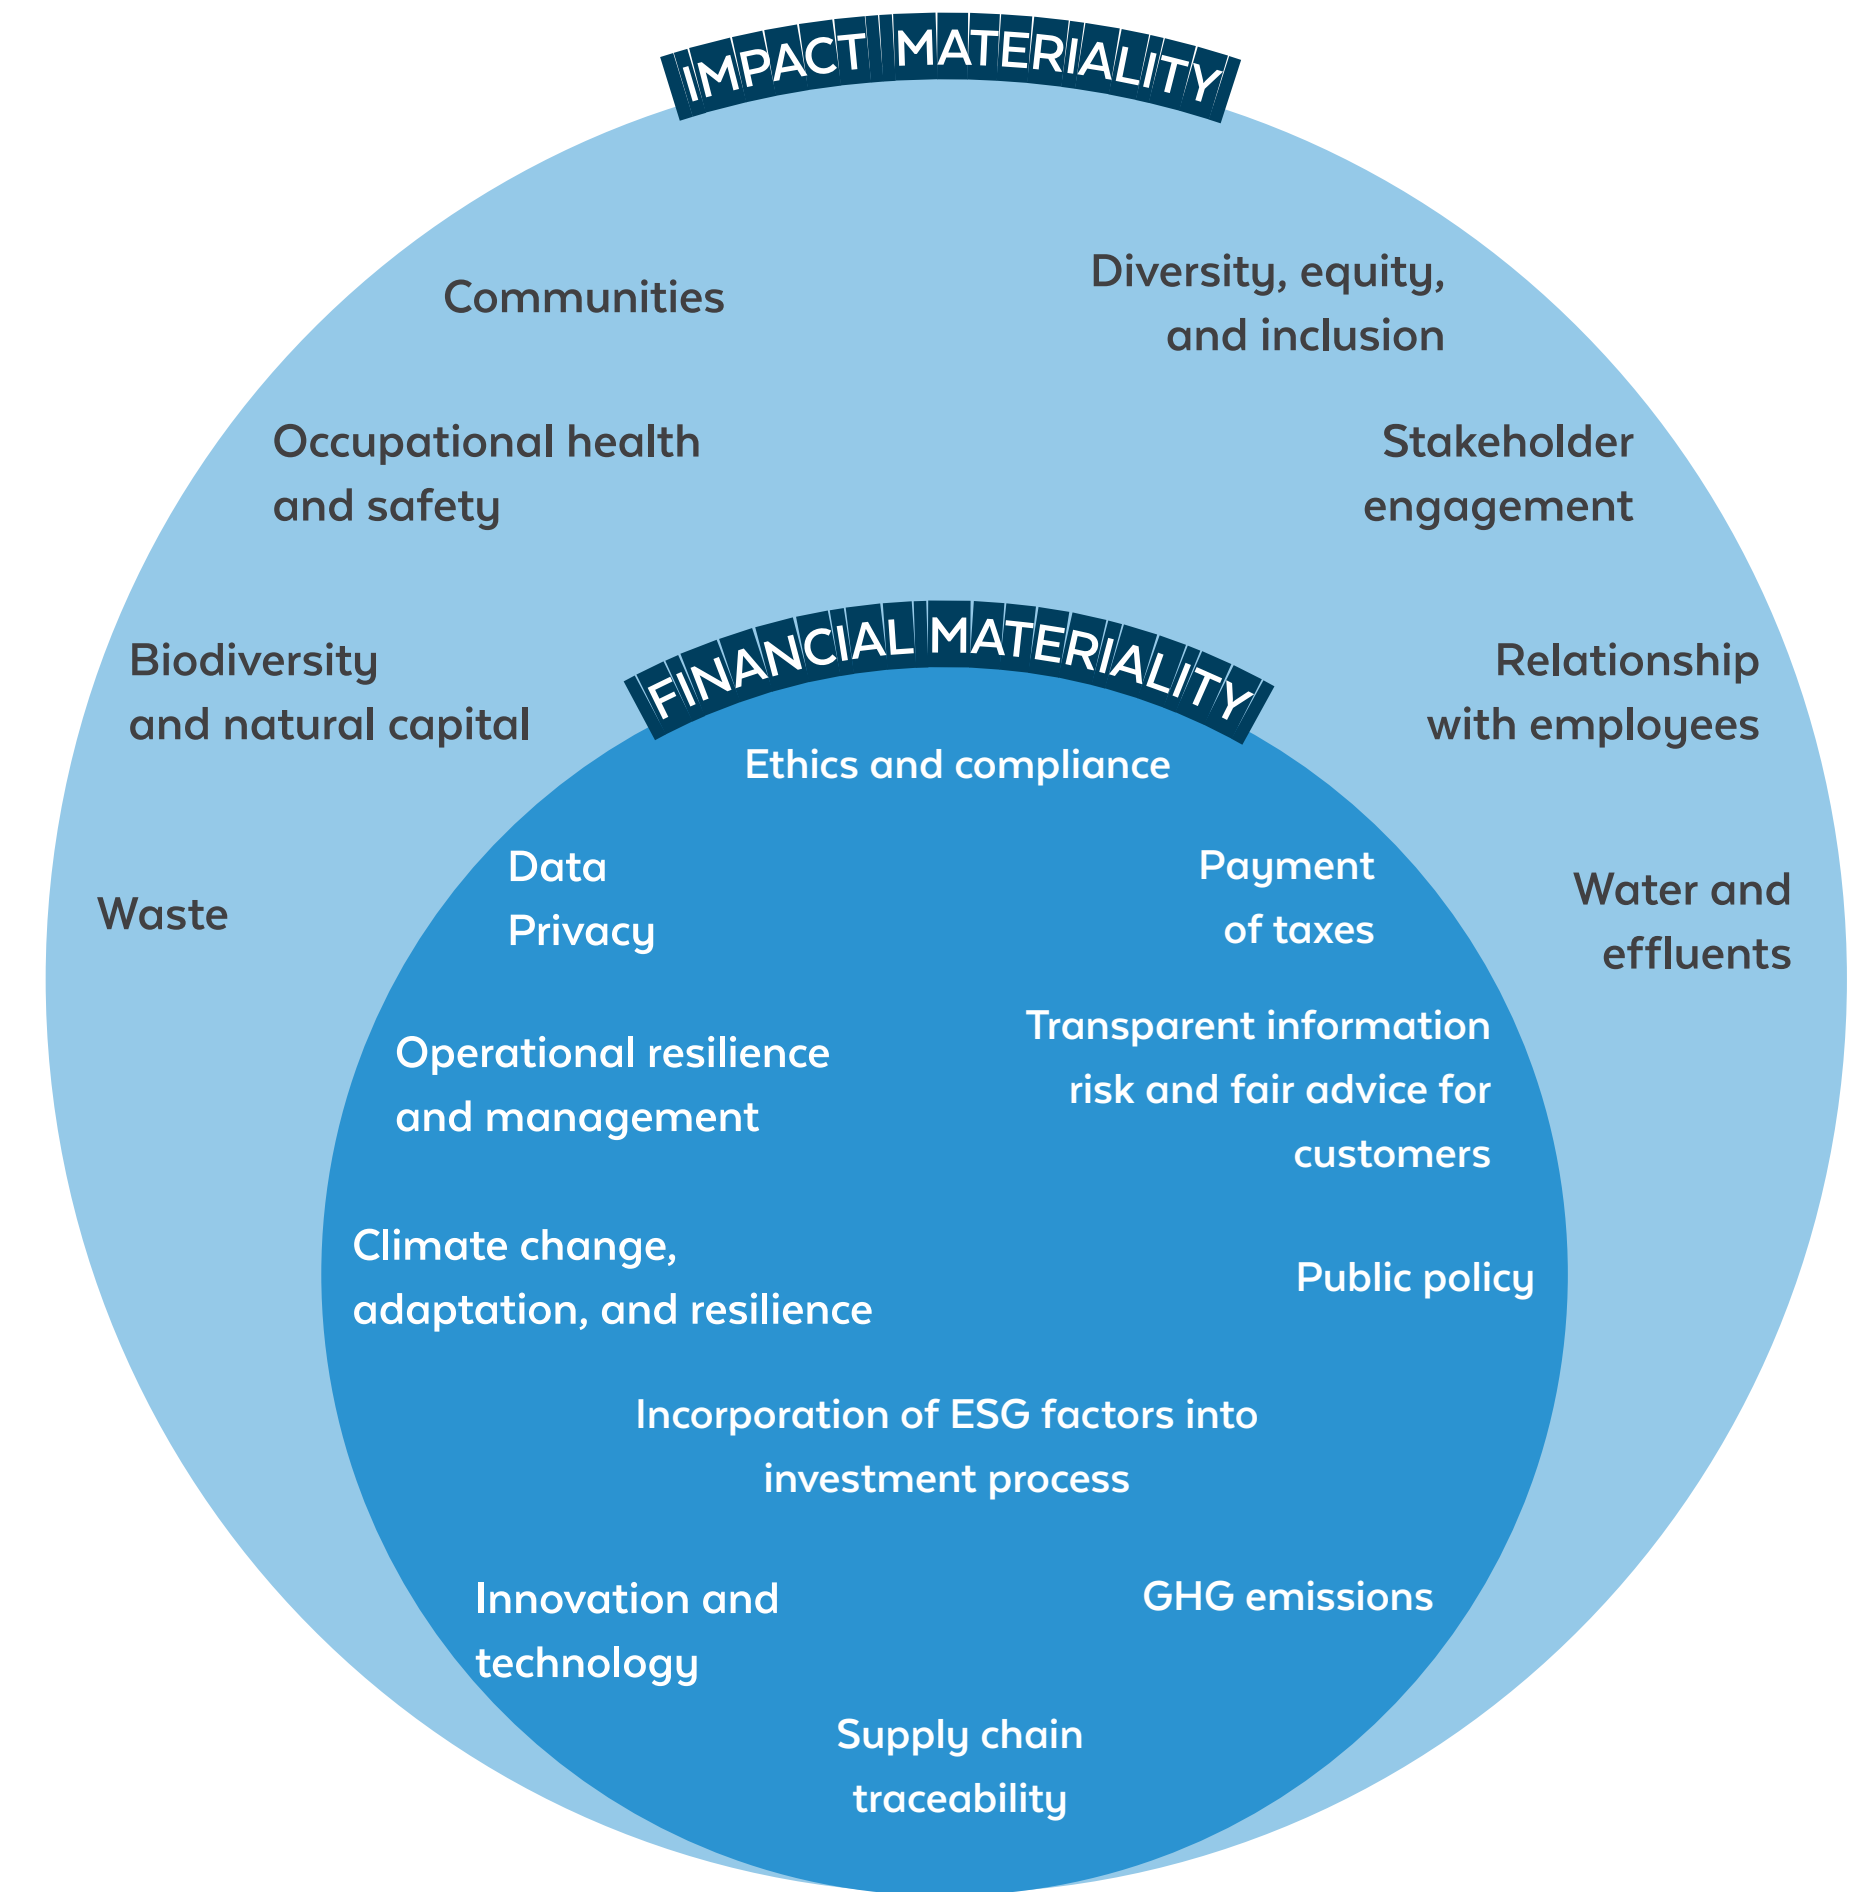 IMPACT MATERIALITY
Communities
Diversity, equity,
and inclusion
Occupational health
and safety
Stakeholder
engagement
Biodiversity
and natural capital
Relationship
with employees
Waste
Water and
effluents
FINANCIAL MATERIALITY
Ethics and compliance
Data
Privacy
Payment
of taxes
Operational resilience
and management
Transparent information
risk and fair advice for
customers
Climate change,
adaptation, and resilience
Public policy
Incorporation of ESG factors into
investment process
Innovation and
technology
GHG emissions
Supply chain
traceability